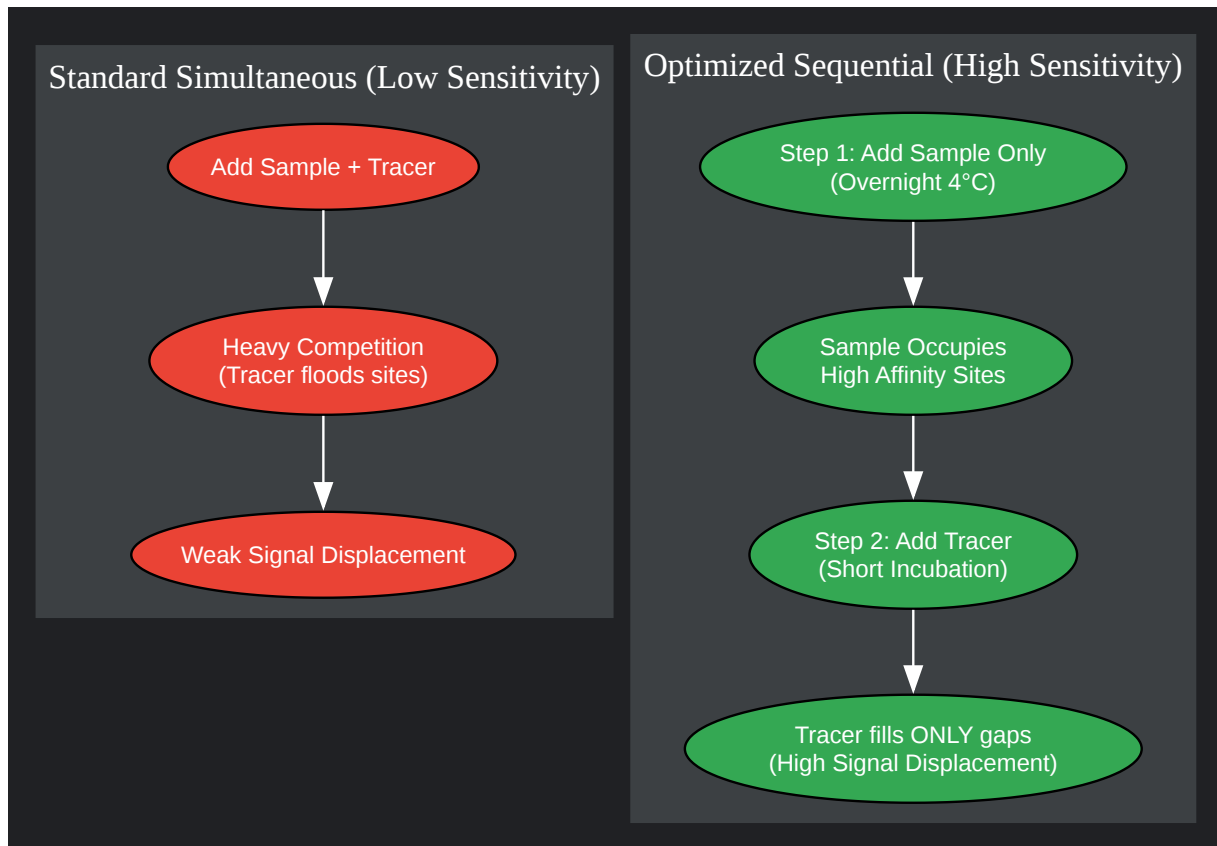 Standard Simultaneous (Low Sensitivity)
Add Sample + Tracer
Heavy Competition
(Tracer floods sites)
Weak Signal Displacement
Optimized Sequential (High Sensitivity)
Step 1: Add Sample Only
(Overnight 4°C)
Sample Occupies
High Affinity Sites
Step 2: Add Tracer
(Short Incubation)
Tracer fills ONLY gaps
(High Signal Displacement)